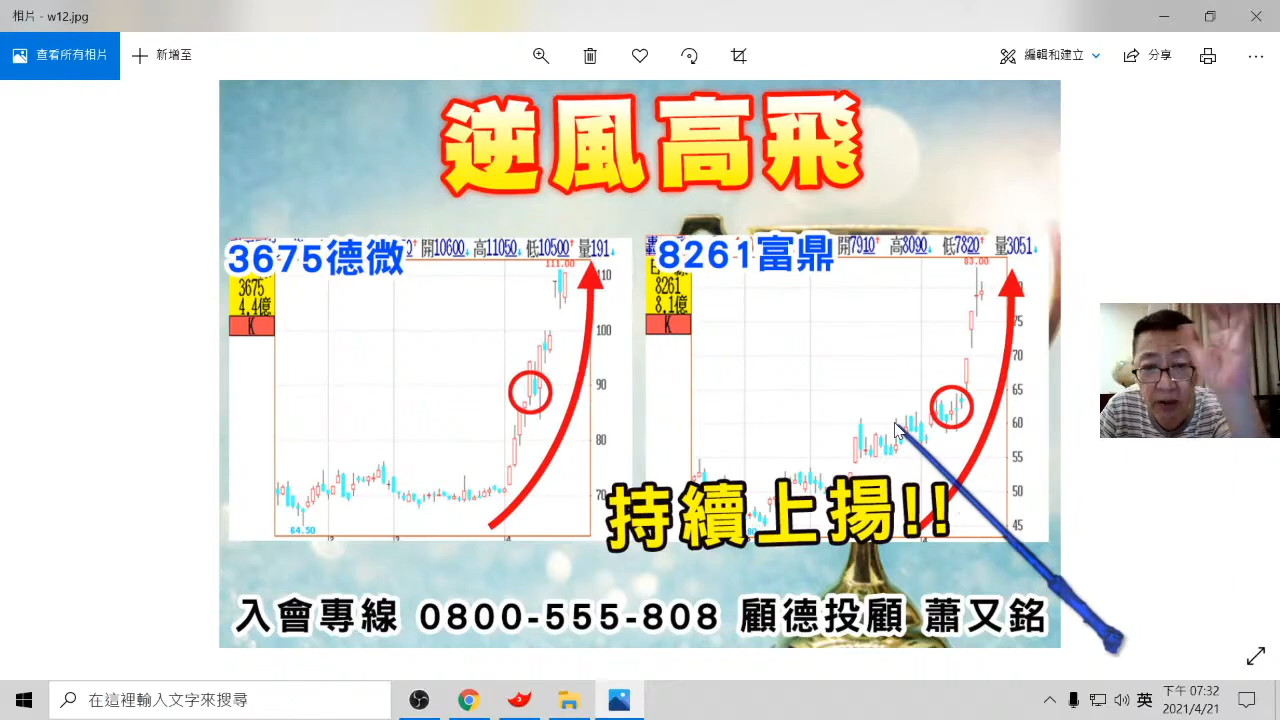 相片 - w12.jpg
查看所有相片
新增至
編輯和建立
分享
逆風高飛
3675德微
開10600 高11050 低10500 量191
8261富鼎
開7910 高8090 低7820 量3051
3675
4.4億
K
111.00
110
100
90
80
70
64.50
8261
8.1億
K
83.00
75
70
65
60
55
50
45
持續上揚!!
入會專線 0800-555-808 顧德投顧 蕭又銘
在這裡輸入文字來搜尋
英
下午 07:32
2021/4/21